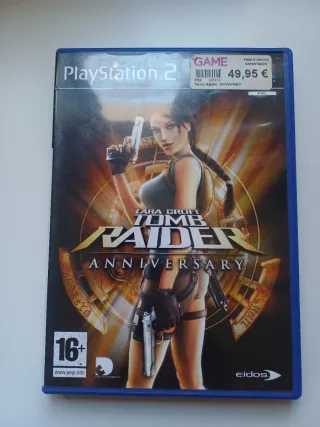 PlayStation 2
GAME
49,95 €
LARA CROFT
TOMB
RAIDER
ANNIVERSARY
16+
www.pegi.info
eidos